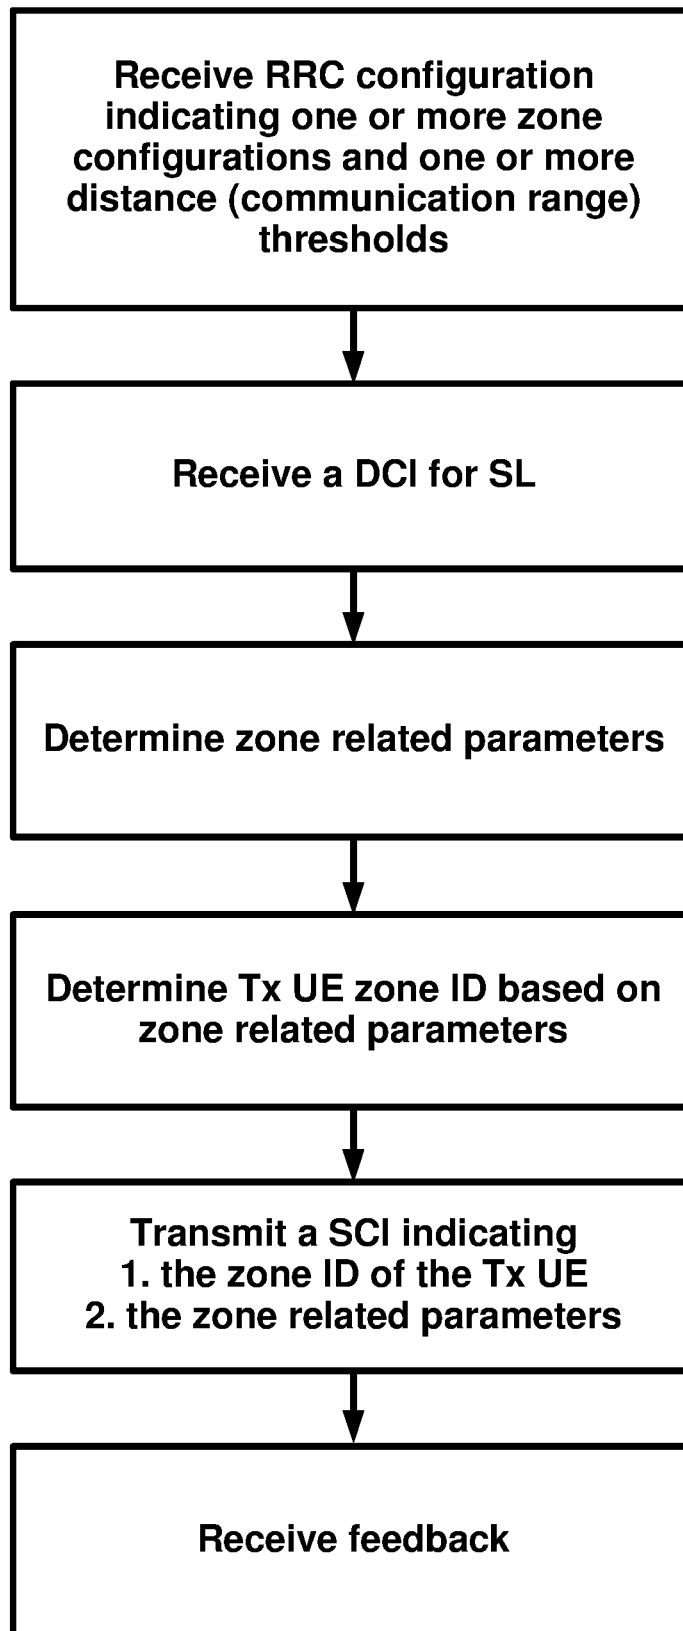 Receive RRC configuration
indicating one or more zone
configurations and one or more
distance (communication range)
thresholds
Receive a DCI for SL
Determine zone related parameters
Determine Tx UE zone ID based on
zone related parameters
Transmit a SCI indicating
1. the zone ID of the Tx UE
2. the zone related parameters
Receive feedback